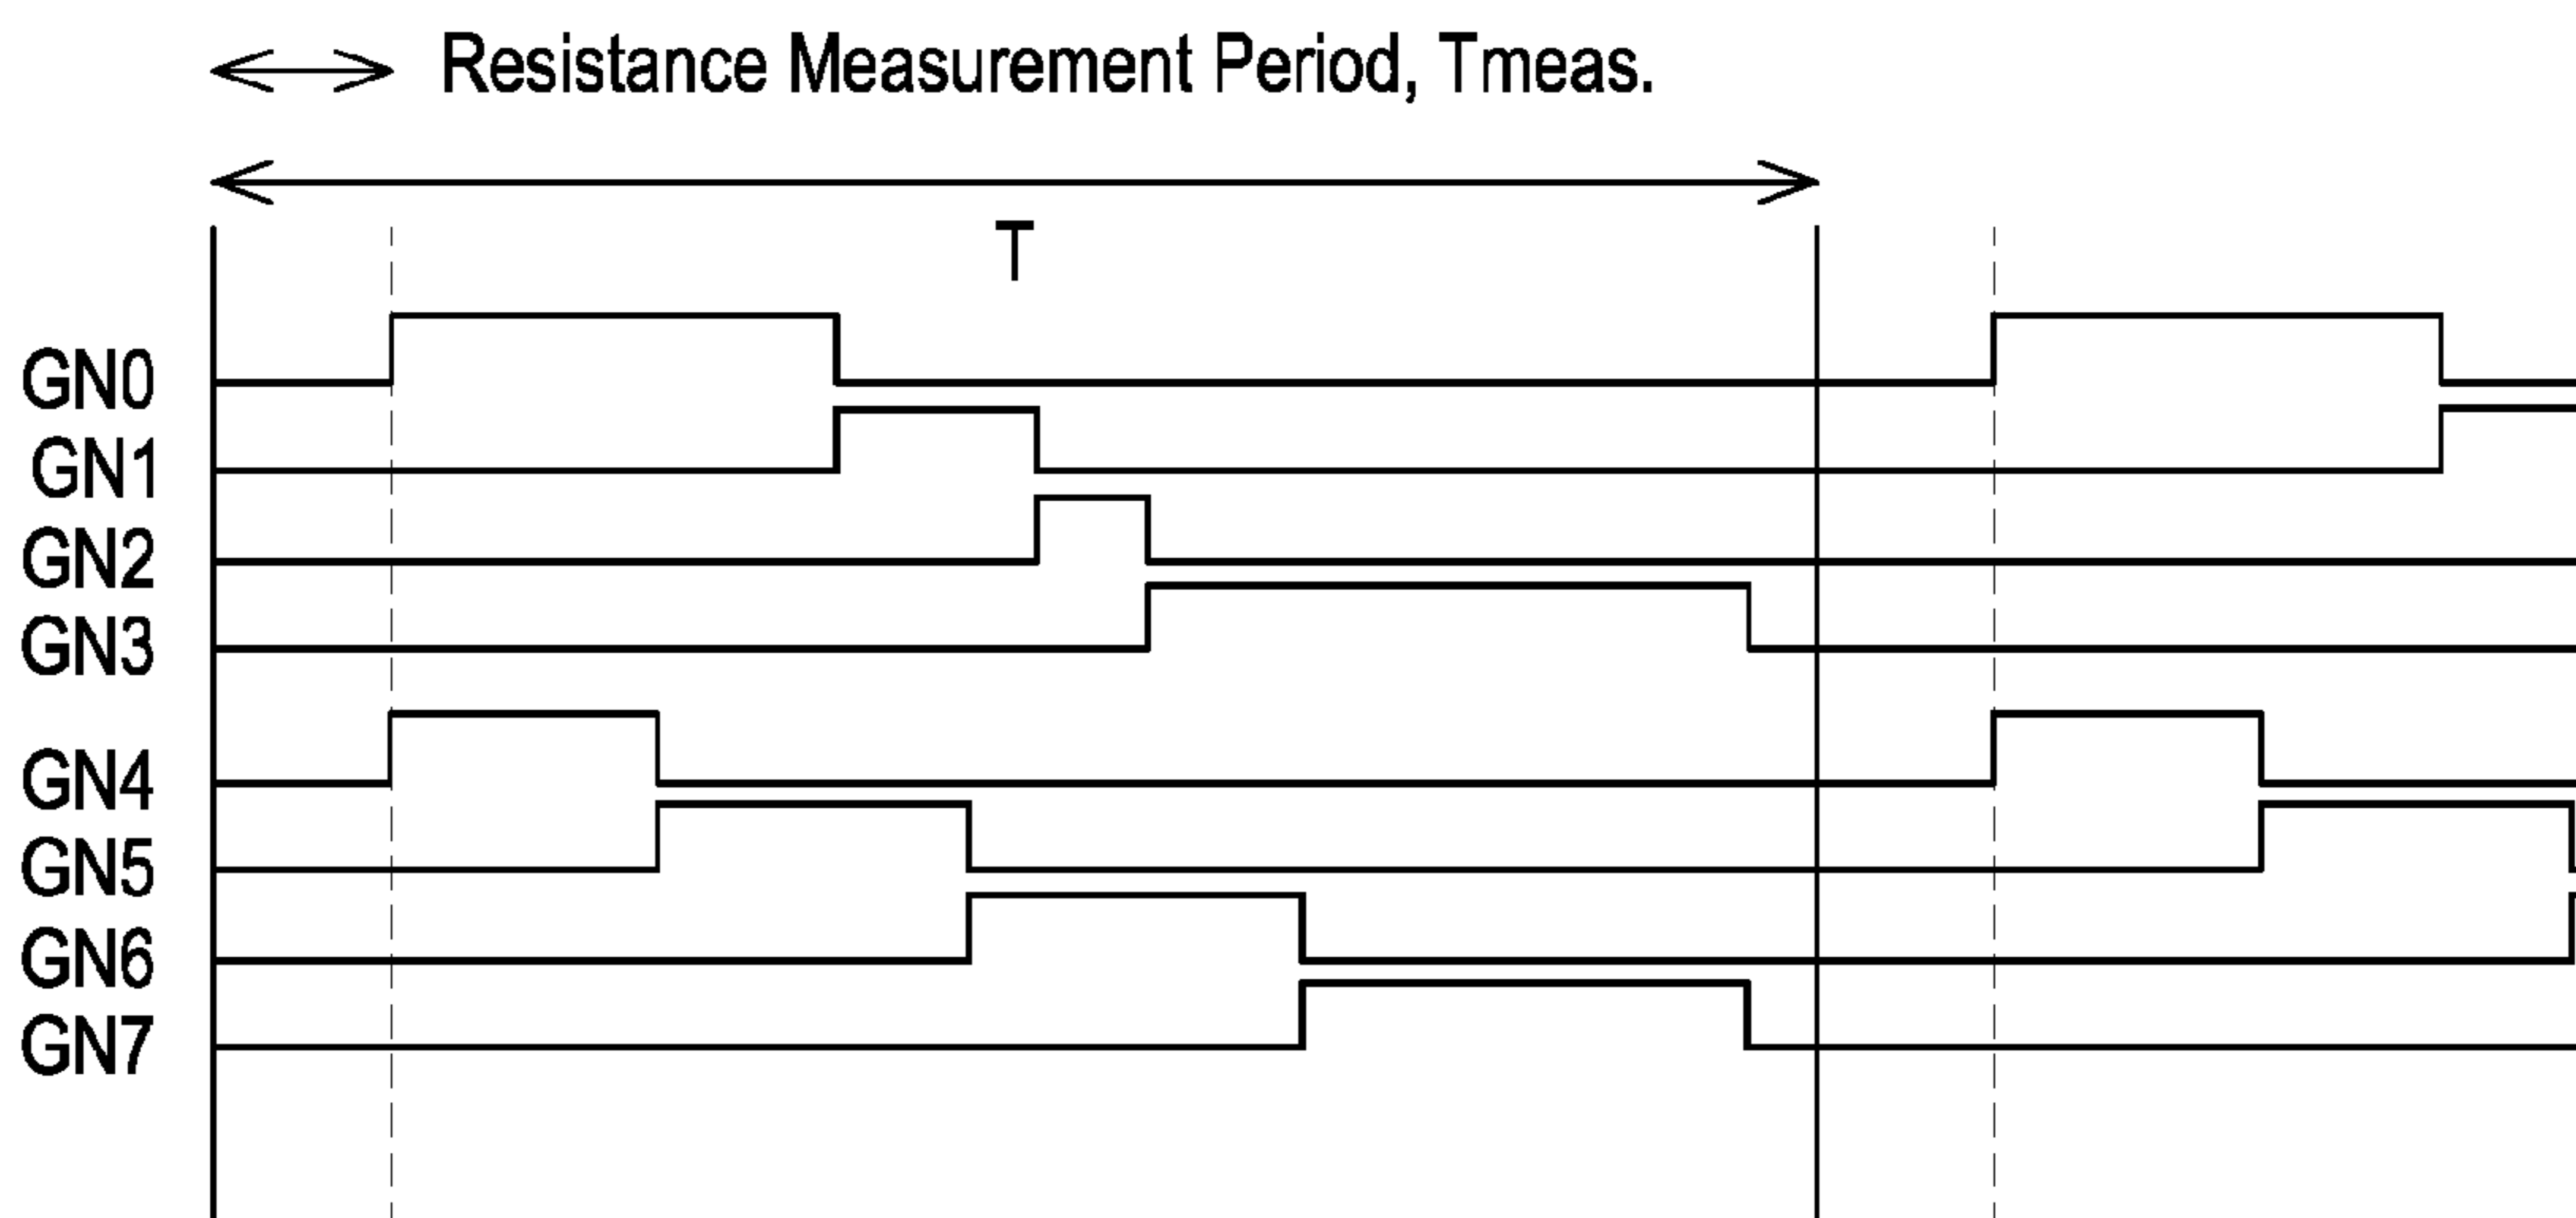 Resistance Measurement Period, Tmeas.
T
GN0
GN1
GN2
GN3
GN4
GN5
GN6
GN7